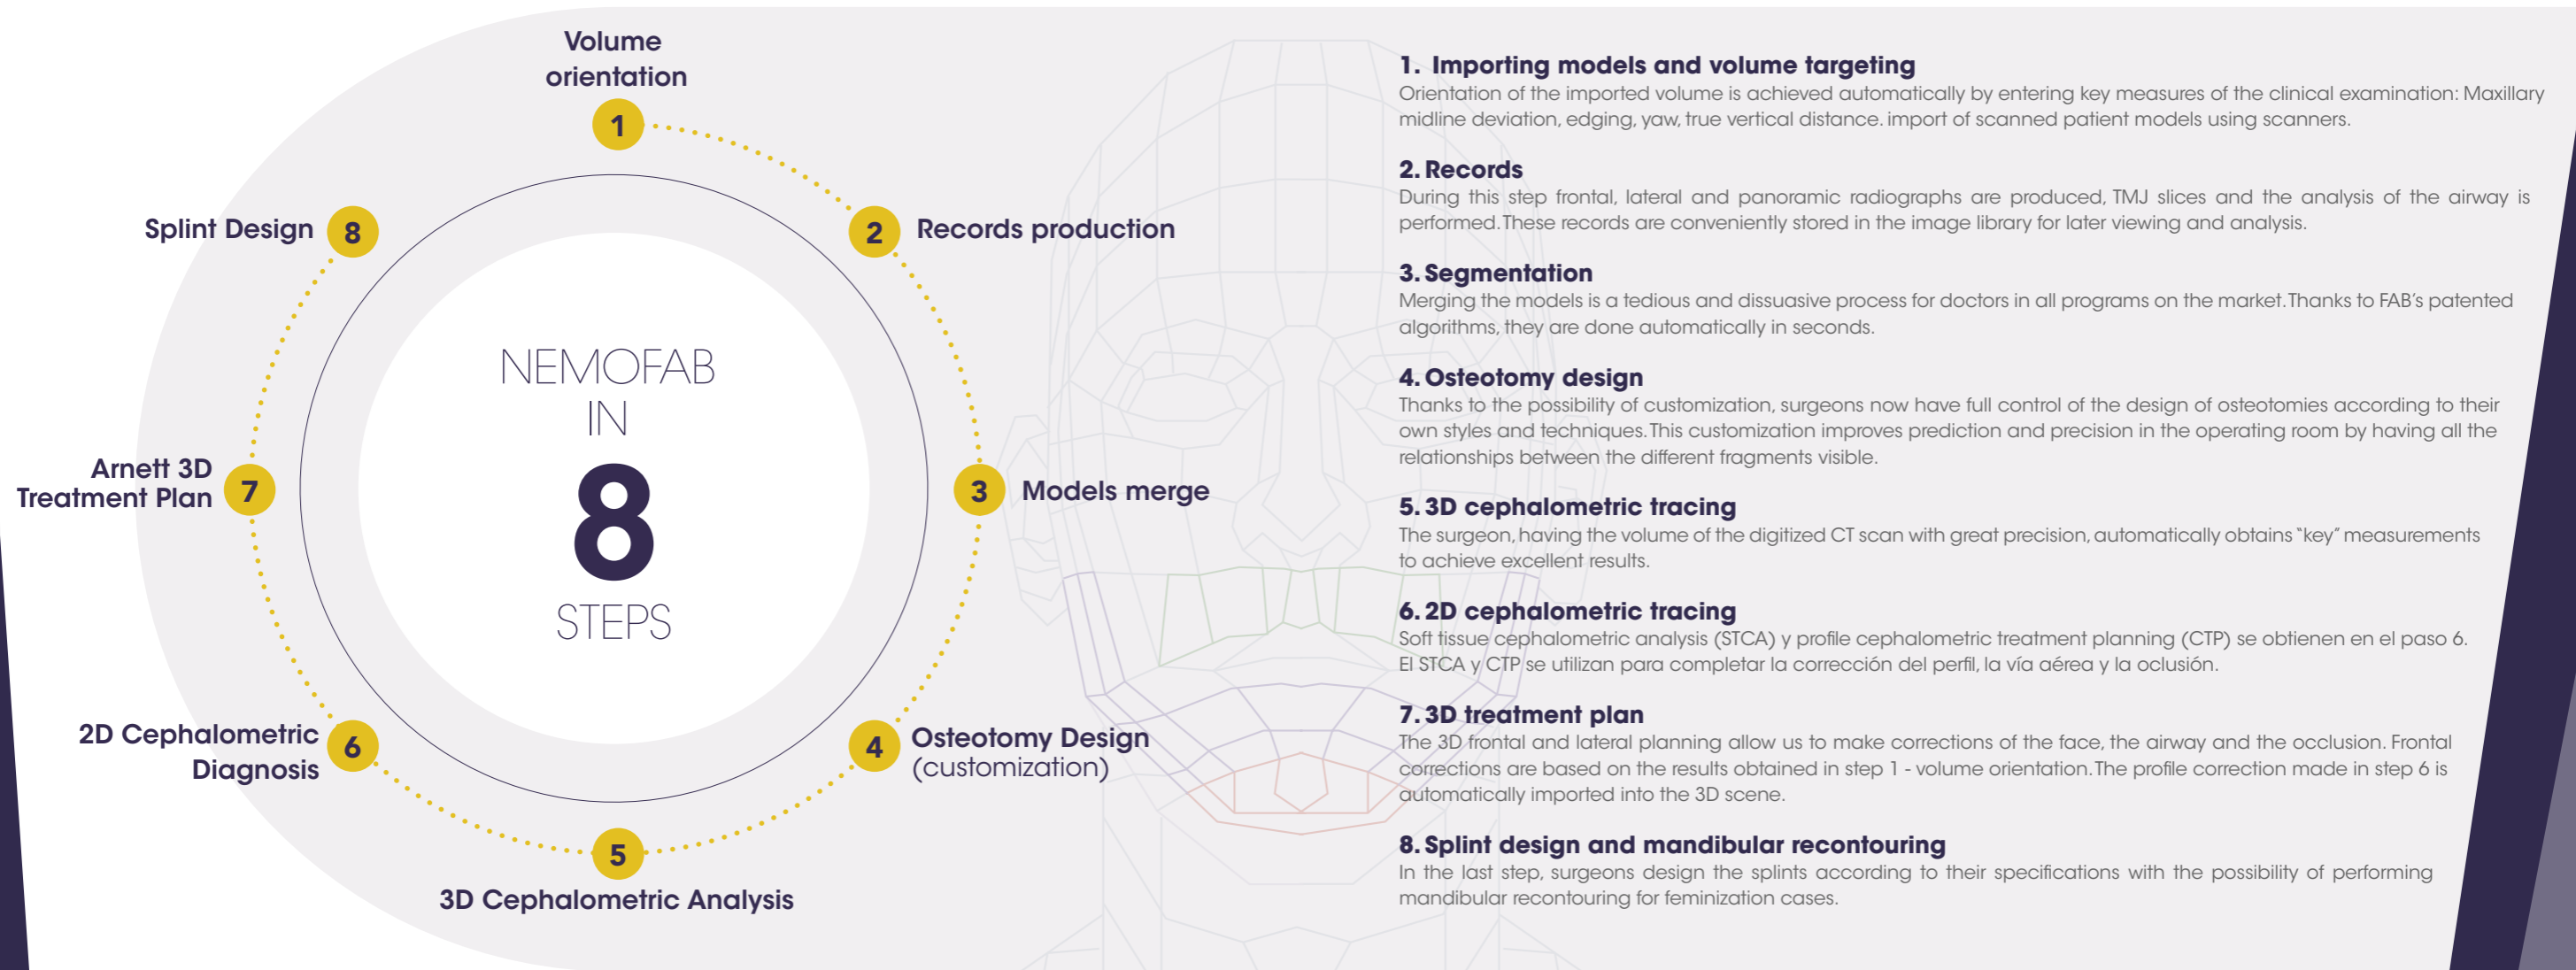 Volume
orientation
1
2
Records production
3
Models merge
4
Osteotomy Design
(customization)
5
3D Cephalometric Analysis
6
2D Cephalometric
Diagnosis
7
Arnett 3D
Treatment Plan
8
Splint Design
NEMOFAB
IN
8
STEPS
1. Importing models and volume targeting
Orientation of the imported volume is achieved automatically by entering key measures of the clinical examination: Maxillary
midline deviation, edging, yaw, true vertical distance. import of scanned patient models using scanners.
2. Records
During this step frontal, lateral and panoramic radiographs are produced, TMJ slices and the analysis of the airway is
performed. These records are conveniently stored in the image library for later viewing and analysis.
3. Segmentation
Merging the models is a tedious and dissuasive process for doctors in all programs on the market. Thanks to FAB's patented
algorithms, they are done automatically in seconds.
4. Osteotomy design
Thanks to the possibility of customization, surgeons now have full control of the design of osteotomies according to their
own styles and techniques. This customization improves prediction and precision in the operating room by having all the
relationships between the different fragments visible.
5. 3D cephalometric tracing
The surgeon, having the volume of the digitized CT scan with great precision, automatically obtains "key" measurements
to achieve excellent results.
6. 2D cephalometric tracing
Soft tissue cephalometric analysis (STCA) y profile cephalometric treatment planning (CTP) se obtienen en el paso 6.
El STCA y CTP se utilizan para completar la corrección del perfil, la vía aérea y la oclusión.
7. 3D treatment plan
The 3D frontal and lateral planning allow us to make corrections of the face, the airway and the occlusion. Frontal
corrections are based on the results obtained in step 1 - volume orientation. The profile correction made in step 6 is
automatically imported into the 3D scene.
8. Splint design and mandibular recontouring
In the last step, surgeons design the splints according to their specifications with the possibility of performing
mandibular recontouring for feminization cases.